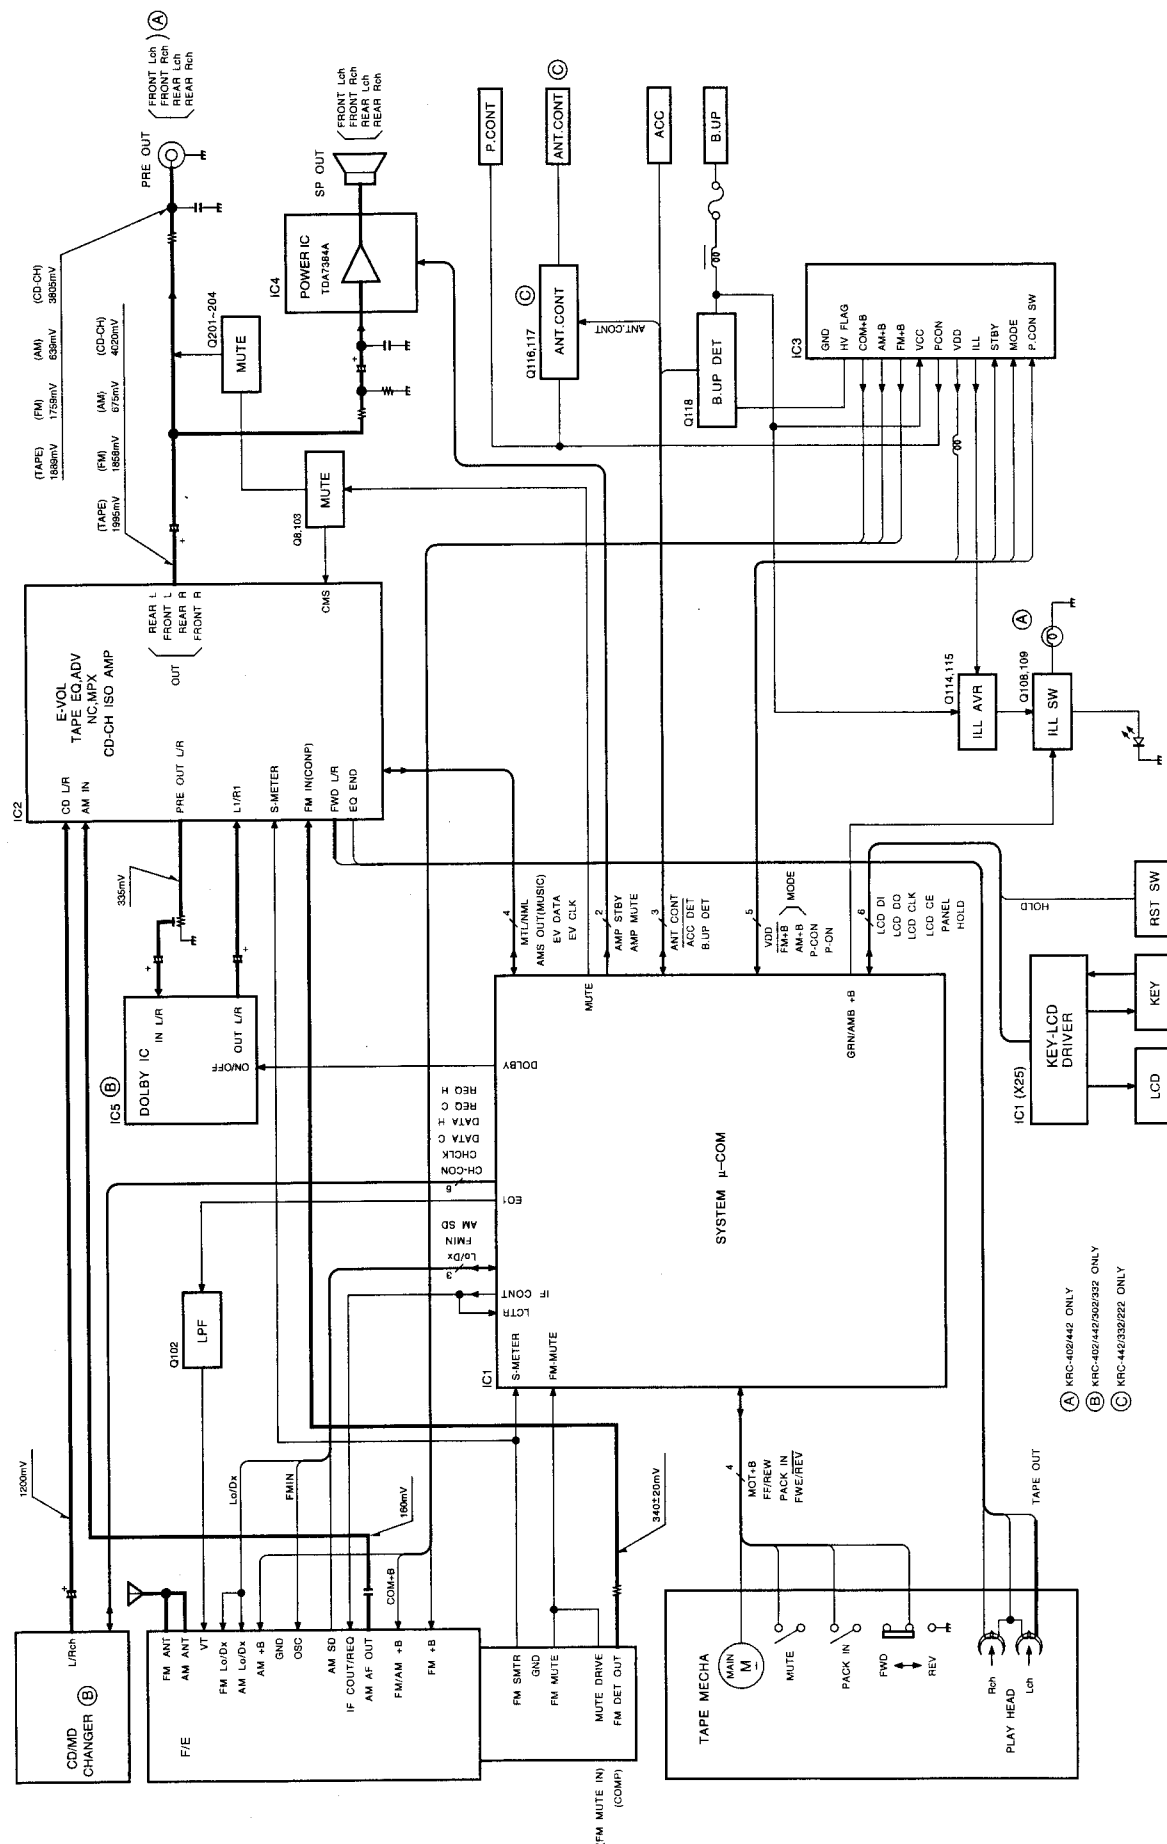 CD/MD
CHANGER Ⓑ
L/Rch
1200mV
F/E
FM ANT
AM ANT
VT
FM Lo/Dx
AM Lo/Dx
AM +B
GND
OSC
AM SD
IF COUT/REQ
AM AF OUT
FM/AM +B
FM +B
Lo/Dx
FMIN
COM+B
160mV
FM SMTR
GND
FM MUTE
MUTE DRIVE
FM DET OUT
(FM MUTE IN)
(COMP)
340±20mV
Q102
LPF
IC5 Ⓑ
DOLBY IC
IN L/R
OUT L/R
ON/OFF
335mV
IC2
E-VOL
TAPE EQ,ADV
NC,MPX
CD-CH ISO AMP
CD L/R
AM IN
PRE OUT L/R
L1/R1
S-METER
FM IN(CONP)
FWD L/R
EQ END
OUT
REAR L
FRONT L
REAR R
FRONT R
CMS
(TAPE)
1889mV
(FM)
1759mV
(AM)
639mV
(CD-CH)
3805mV
(TAPE)
1995mV
(FM)
1858mV
(AM)
675mV
(CD-CH)
4020mV
PRE OUT
FRONT Lch
FRONT Rch
REAR Lch
REAR Rch
Ⓐ
Q201~204
MUTE
Q8,103
MUTE
IC4
POWER IC
TDA7384A
SP OUT
FRONT Lch
FRONT Rch
REAR Lch
REAR Rch
P.CONT
ANT.CONT
Ⓒ
ACC
B.UP
Q116,117
ANT.CONT
Ⓒ
ANT.CONT
Q118
B.UP DET
IC3
GND
HV FLAG
COM+B
AM+B
FM+B
VCC
PCON
VDD
ILL
STBY
MODE
P.CON SW
Q114,115
ILL AVR
Q108,109
ILL SW
Ⓐ
IC1
SYSTEM μ-COM
S-METER
FM-MUTE
LCTR
IF CONT
3
Lo/Dx
FMIN
AM SD
EO1
6
CH-CON
CHCLK
DATA C
DATA H
REQ C
REQ H
DOLBY
4
MTL/NML
AMS OUT(MUSIC)
EV DATA
EV CLK
MUTE
2
AMP STBY
AMP MUTE
3
ANT CONT
ACC DET
B.UP DET
5
VDD
FM+B
AM+B
MODE
P-CON
P-ON
GRN/AMB +B
6
LCD DI
LCD DO
LCD CLK
LCD CE
PANEL
HOLD
4
MOT+B
FF/REW
PACK IN
FWE/REV
TAPE MECHA
MAIN
M
MUTE
PACK IN
FWD
REV
Rch
PLAY HEAD
Lch
TAPE OUT
IC1 (X25)
KEY-LCD
DRIVER
HOLD
LCD
KEY
RST SW
Ⓐ KRC-402/442 ONLY
Ⓑ KRC-402/442/302/332 ONLY
Ⓒ KRC-442/332/222 ONLY